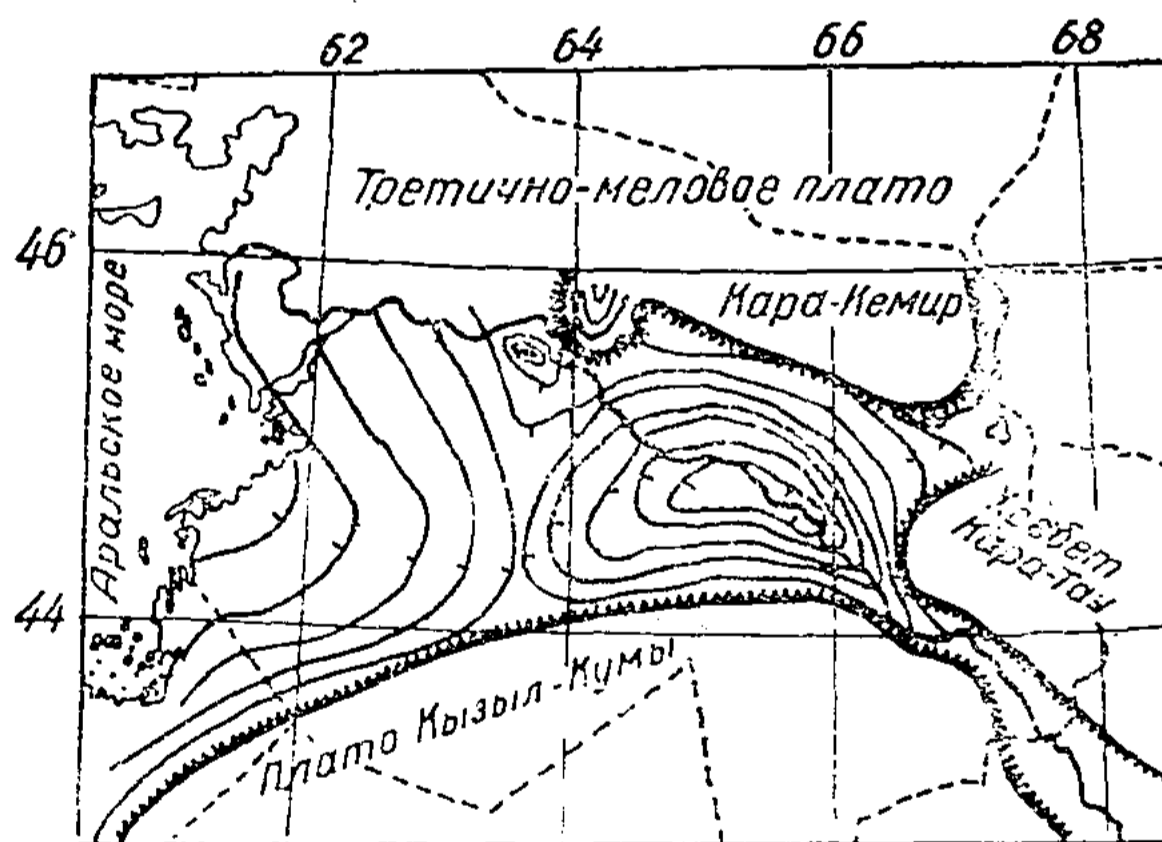 62 64 66 68
Третично-меловое плато
46
Кара-Кемир
Аральское море
Хребет
Кара-Тау
44
Плато Кызыл-Кумы